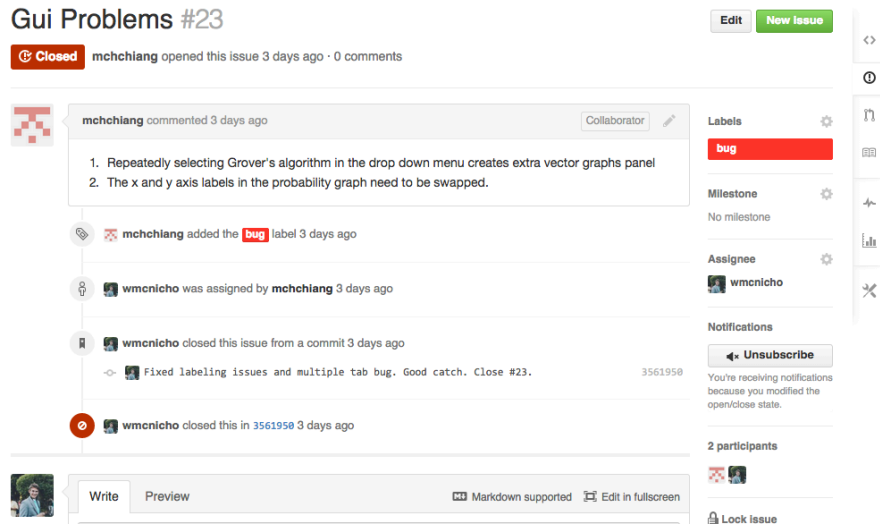 Gui Problems #23
Edit
New Issue
Closed
mchchiang opened this issue 3 days ago · 0 comments
mchchiang commented 3 days ago
Collaborator
1. Repeatedly selecting Grover's algorithm in the drop down menu creates extra vector graphs panel
2. The x and y axis labels in the probability graph need to be swapped.
mchchiang added the bug label 3 days ago
wmcnicho was assigned by mchchiang 3 days ago
wmcnicho closed this issue from a commit 3 days ago
Fixed labeling issues and multiple tab bug. Good catch. Close #23.
3561950
wmcnicho closed this in 3561950 3 days ago
Write
Preview
Markdown supported
Edit in fullscreen
Labels
bug
Milestone
No milestone
Assignee
wmcnicho
Notifications
Unsubscribe
You're receiving notifications
because you modified the
open/close state.
2 participants
Lock issue